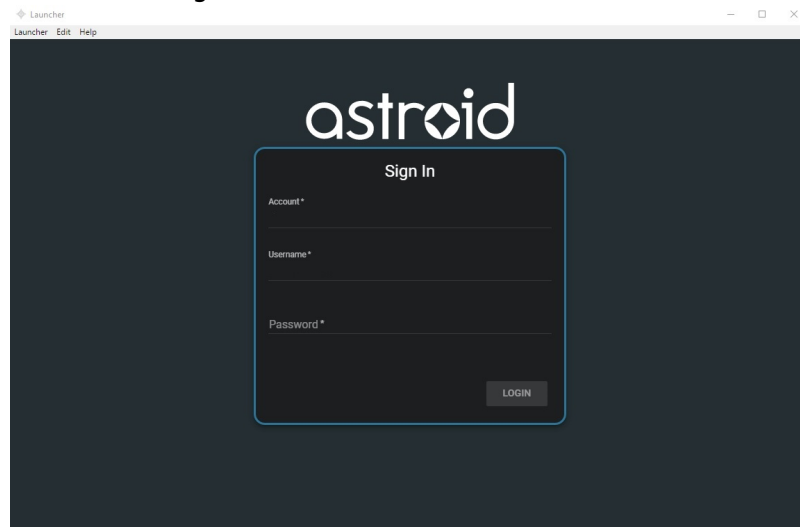 Launcher
Launcher Edit Help
astroid
Sign In
Account *
Username *
Password *
LOGIN